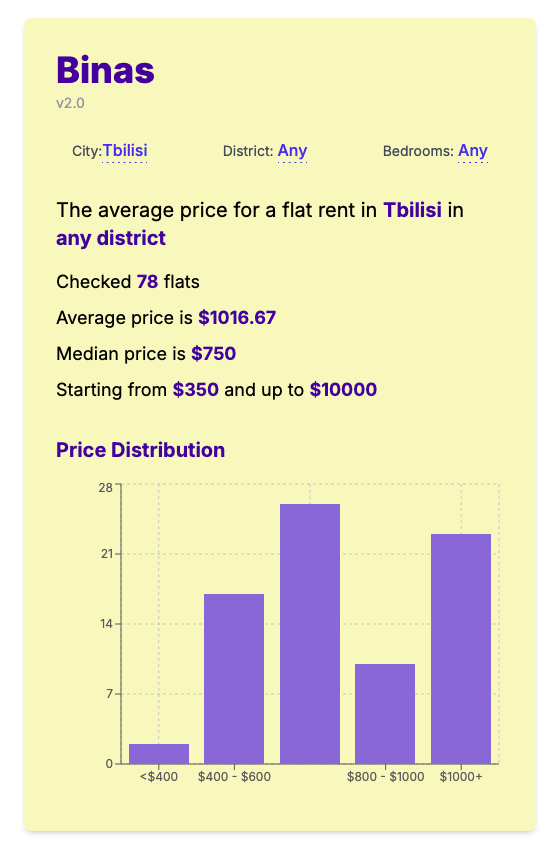 Binas
v2.0
City:Tbilisi District: Any Bedrooms: Any
The average price for a flat rent in Tbilisi in
any district
Checked 78 flats
Average price is $1016.67
Median price is $750
Starting from $350 and up to $10000
Price Distribution
28
21
14
7
0
<$400 $400 - $600 $800 - $1000 $1000+